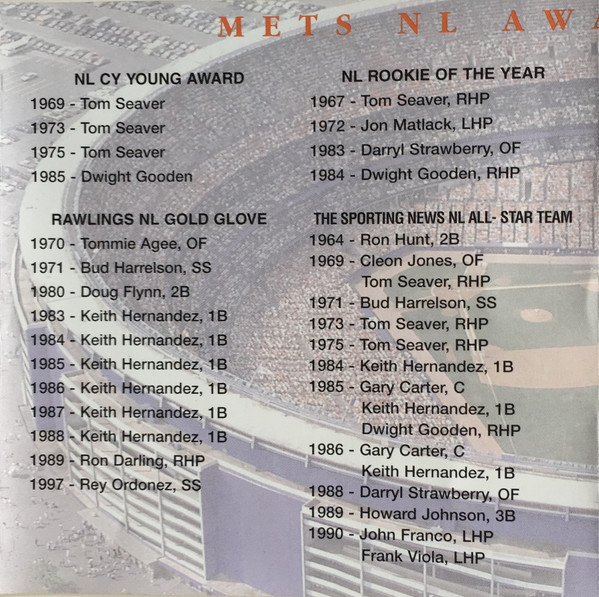 METS NL AWA
NL CY YOUNG AWARD
1969 - Tom Seaver
1973 - Tom Seaver
1975 - Tom Seaver
1985 - Dwight Gooden
NL ROOKIE OF THE YEAR
1967 - Tom Seaver, RHP
1972 - Jon Matlack, LHP
1983 - Darryl Strawberry, OF
1984 - Dwight Gooden, RHP
RAWLINGS NL GOLD GLOVE
1970 - Tommie Agee, OF
1971 - Bud Harrelson, SS
1980 - Doug Flynn, 2B
1983 - Keith Hernandez, 1B
1984 - Keith Hernandez, 1B
1985 - Keith Hernandez, 1B
1986 - Keith Hernandez, 1B
1987 - Keith Hernandez, 1B
1988 - Keith Hernandez, 1B
1989 - Ron Darling, RHP
1997 - Rey Ordonez, SS
THE SPORTING NEWS NL ALL- STAR TEAM
1964 - Ron Hunt, 2B
1969 - Cleon Jones, OF
Tom Seaver, RHP
1971 - Bud Harrelson, SS
1973 - Tom Seaver, RHP
1975 - Tom Seaver, RHP
1984 - Keith Hernandez, 1B
1985 - Gary Carter, C
Keith Hernandez, 1B
Dwight Gooden, RHP
1986 - Gary Carter, C
Keith Hernandez, 1B
1988 - Darryl Strawberry, OF
1989 - Howard Johnson, 3B
1990 - John Franco, LHP
Frank Viola, LHP